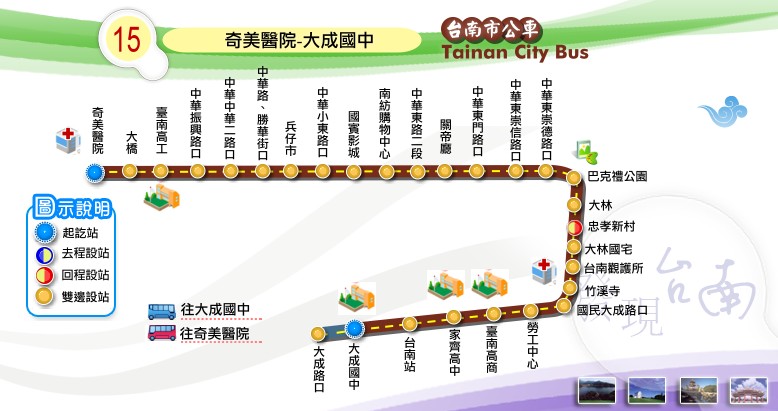 15
奇美醫院-大成國中
台南市公車
Tainan City Bus
奇美醫院
大橋
臺南高工
中華振興路口
中華中華二路口
中華路、勝華街口
兵仔市
中華小東路口
國賓影城
南紡購物中心
中華東路二段
關帝廳
中華東門路口
中華東崇信路口
中華東崇德路口
巴克禮公園
大林
忠孝新村
大林國宅
台南觀護所
竹溪寺
國民大成路口
勞工中心
臺南高商
家齊高中
台南站
大成國中
大成路口
圖示說明
起訖站
去程設站
回程設站
雙邊設站
往大成國中
往奇美醫院
發現台南